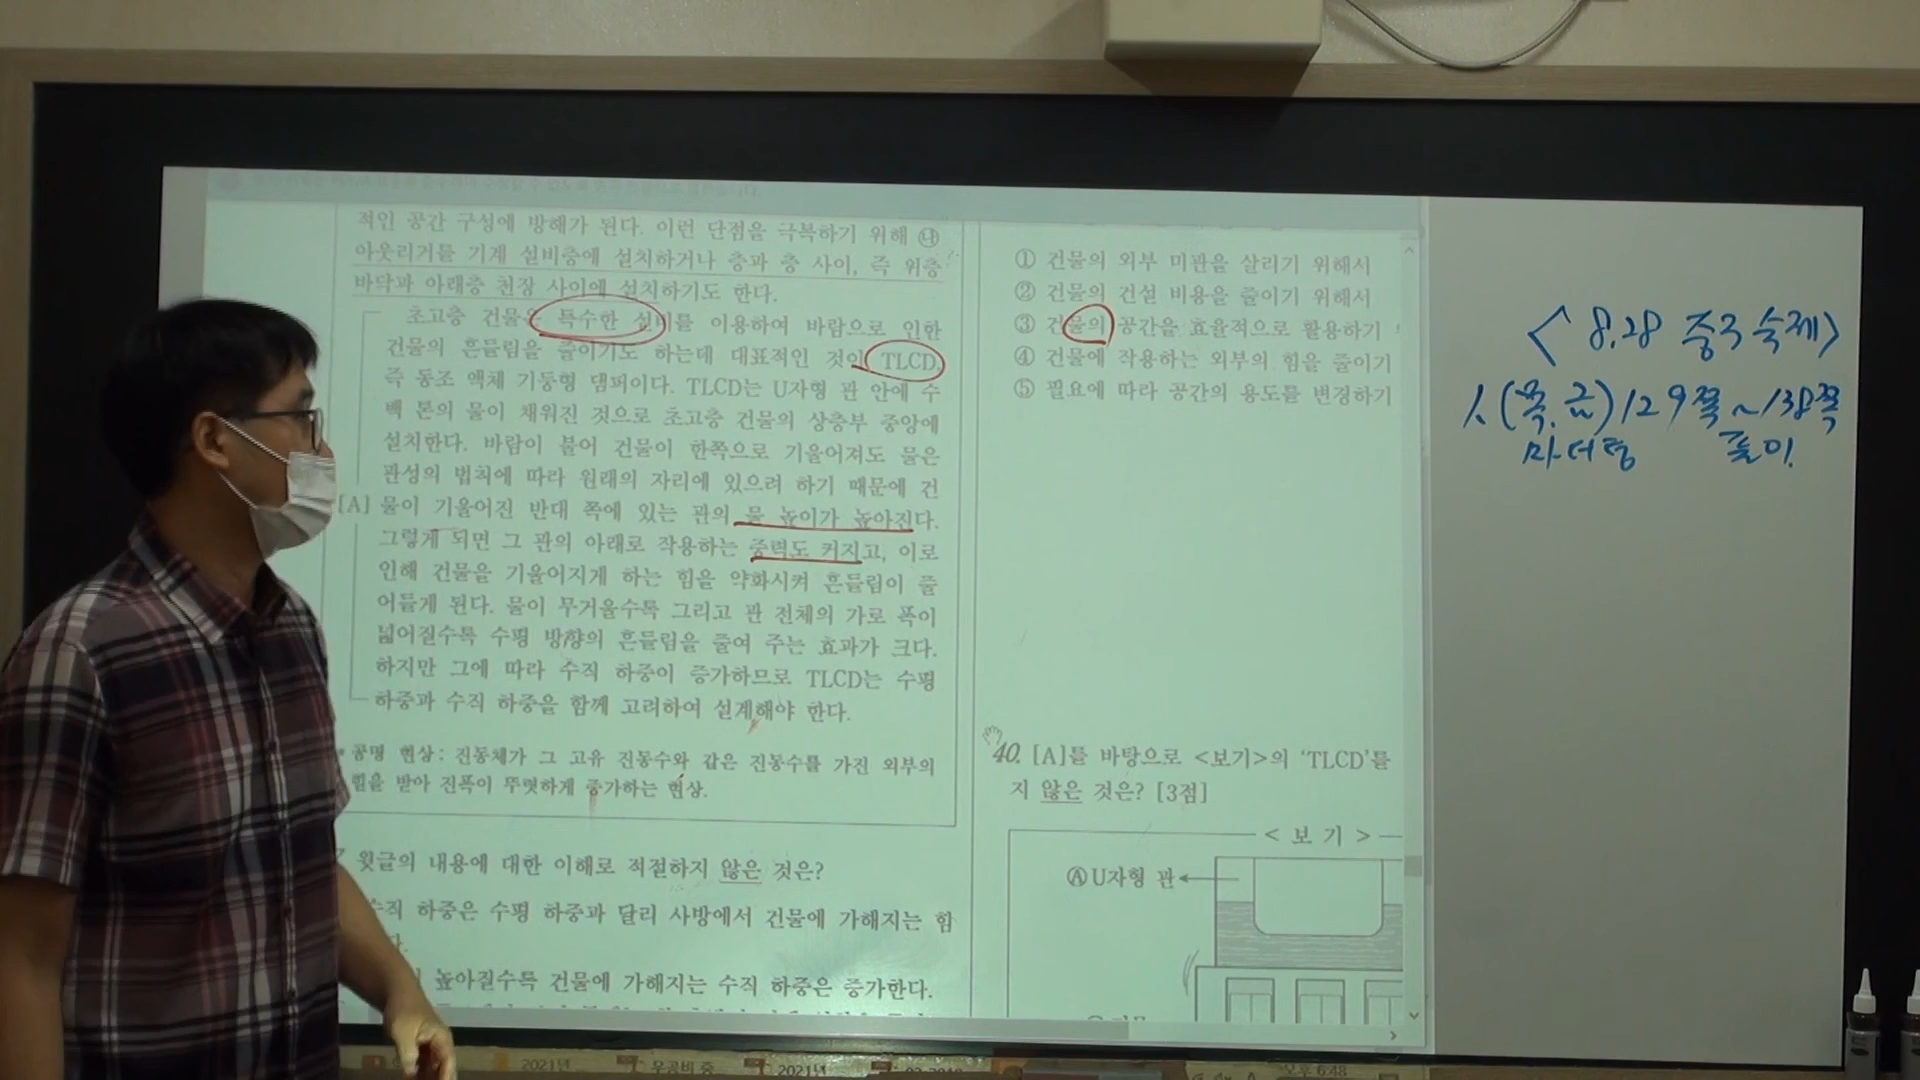 적인 공간 구성에 방해가 된다. 이런 단점을 극복하기 위해 ㉯
아웃리거를 기계 설비층에 설치하거나 층과 층 사이, 즉 위층
바닥과 아래층 천장 사이에 설치하기도 한다.
초고층 건물은 특수한 설비를 이용하여 바람으로 인한
건물의 흔들림을 줄이기도 하는데 대표적인 것인 TLCD,
즉 동조 액체 기둥형 댐퍼이다. TLCD는 U자형 관 안에 수
백 톤의 물이 채워진 것으로 초고층 건물의 상층부 중앙에
설치한다. 바람이 불어 건물이 한쪽으로 기울어져도 물은
관성의 법칙에 따라 원래의 자리에 있으려 하기 때문에 건
[A] 물이 기울어진 반대 쪽에 있는 관의 물 높이가 높아진다.
그렇게 되면 그 관의 아래로 작용하는 중력도 커지고, 이로
인해 건물을 기울어지게 하는 힘을 약화시켜 흔들림이 줄
어들게 된다. 물이 무거울수록 그리고 관 전체의 가로 폭이
넓어질수록 수평 방향의 흔들림을 줄여 주는 효과가 크다.
하지만 그에 따라 수직 하중이 증가하므로 TLCD는 수평
하중과 수직 하중을 함께 고려하여 설계해야 한다.
* 공명 현상: 진동체가 그 고유 진동수와 같은 진동수를 가진 외부의
힘을 받아 진폭이 뚜렷하게 증가하는 현상.
윗글의 내용에 대한 이해로 적절하지 않은 것은?
수직 하중은 수평 하중과 달리 사방에서 건물에 가해지는 힘
다.
높아질수록 건물에 가해지는 수직 하중은 증가한다.
① 건물의 외부 미관을 살리기 위해서
② 건물의 건설 비용을 줄이기 위해서
③ 건물의 공간을 효율적으로 활용하기
④ 건물에 작용하는 외부의 힘을 줄이기
⑤ 필요에 따라 공간의 용도를 변경하기
40. [A]를 바탕으로 <보기>의 ‘TLCD’를
지 않은 것은? [3점]
< 보 기 >
Ⓐ U자형 관
<8.28 중3 숙제>
1. (목, 금) 129쪽~138쪽
마더텅 풀이.
2021년
우공비 중
2021년
오후 6:48